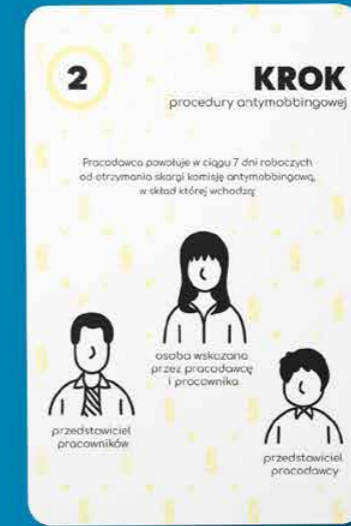 2
KROK
procedury antymobbingowej
Pracodawca powołuje w ciągu 7 dni roboczych
od otrzymania skargi komisję antymobbingową,
w skład której wchodzą:
osoba wskazana
przez pracodawcę
i pracownika
przedstawiciel
pracowników
przedstawiciel
pracodawcy